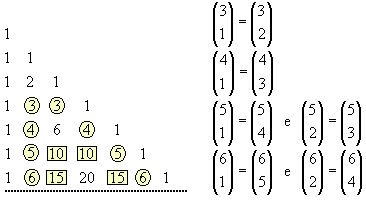 1
1 1
1 2 1
1 3 3 1
1 4 6 4 1
1 5 10 10 5 1
1 6 15 20 15 6 1
(3 1) = (3 2)
(4 1) = (4 3)
(5 1) = (5 4) e (5 2) = (5 3)
(6 1) = (6 5) e (6 2) = (6 4)